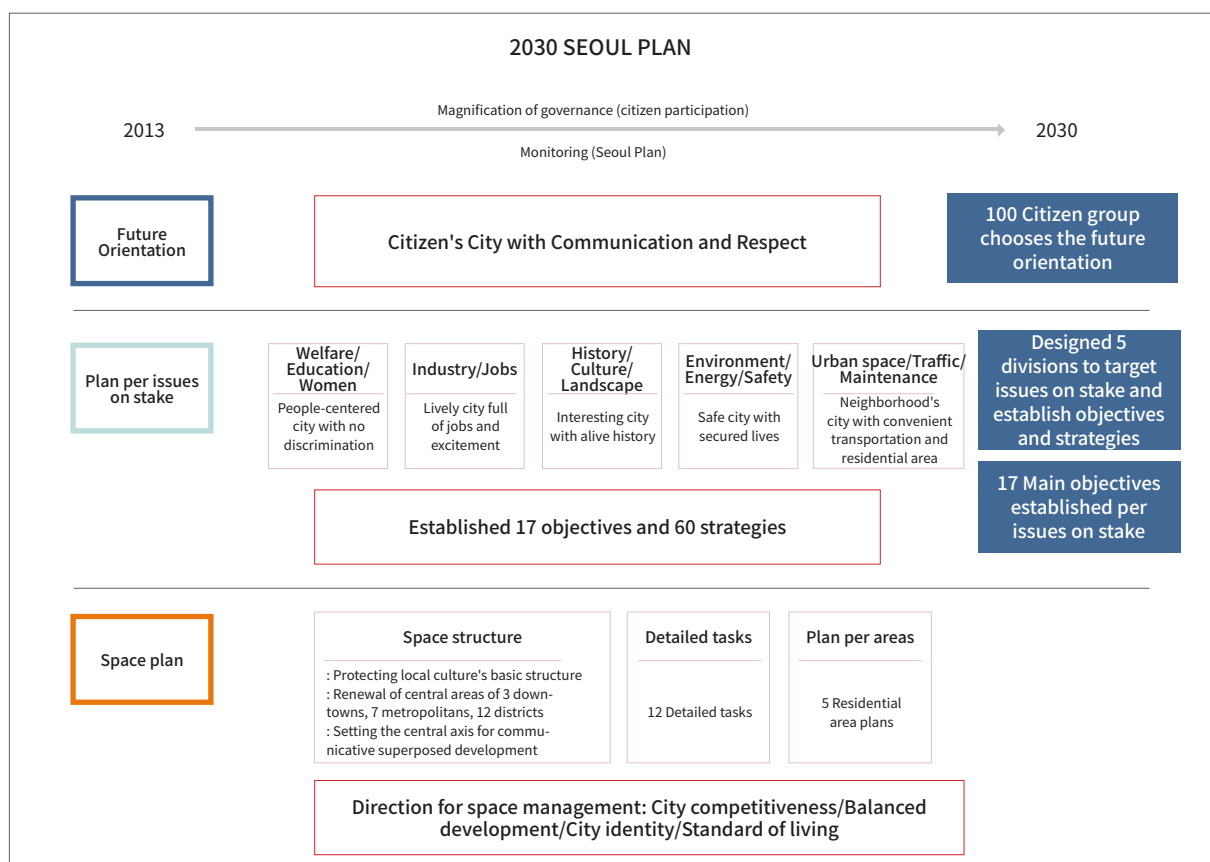 2030 SEOUL PLAN
Magnification of governance (citizen participation)
2013
2030
Monitoring (Seoul Plan)
Future
Orientation
Citizen's City with Communication and Respect
100 Citizen group
chooses the future
orientation
Plan per issues
on stake
Welfare/
Education/
Women
People-centered
city with no
discrimination
Industry/Jobs
Lively city full
of jobs and
excitement
History/
Culture/
Landscape
Interesting city
with alive history
Environment/
Energy/Safety
Safe city with
secured lives
Urban space/Traffic/
Maintenance
Neighborhood's
city with convenient
transportation and
residential area
Designed 5
divisions to target
issues on stake and
establish objectives
and strategies
17 Main objectives
established per
issues on stake
Established 17 objectives and 60 strategies
Space plan
Space structure
: Protecting local culture's basic structure
: Renewal of central areas of 3 down-
towns, 7 metropolitans, 12 districts
: Setting the central axis for commu-
nicative superposed development
Detailed tasks
12 Detailed tasks
Plan per areas
5 Residential
area plans
Direction for space management: City competitiveness/Balanced
development/City identity/Standard of living